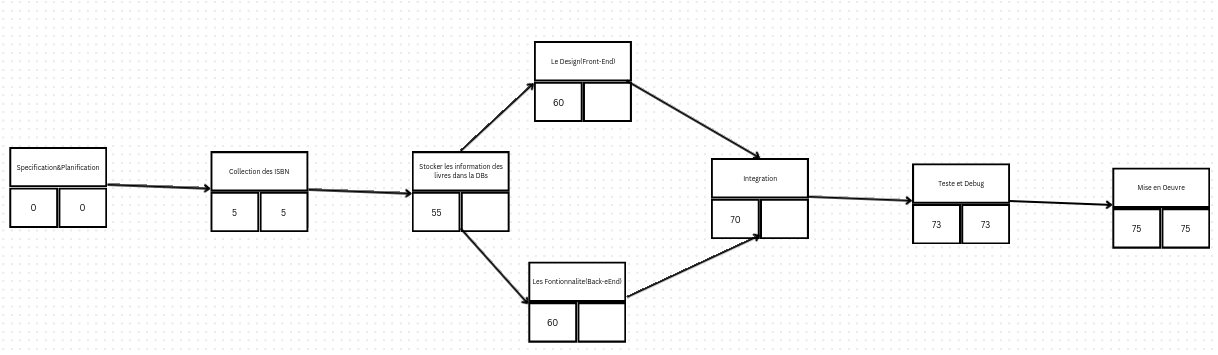 Specification&Planification
0 0
Collection des ISBN
5 5
Stocker les information des
livres dans la DBs
55
Le Design(Front-End)
60
Les Fontionnalite(Back-eEnd)
60
Integration
70
Teste et Debug
73 73
Mise en Oeuvre
75 75